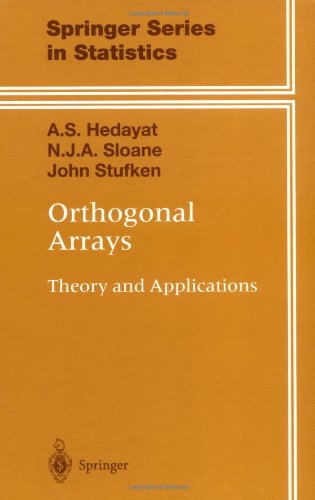 Springer Series
in Statistics
A.S. Hedayat
N.J.A. Sloane
John Stufken
Orthogonal
Arrays
Theory and Applications
Springer